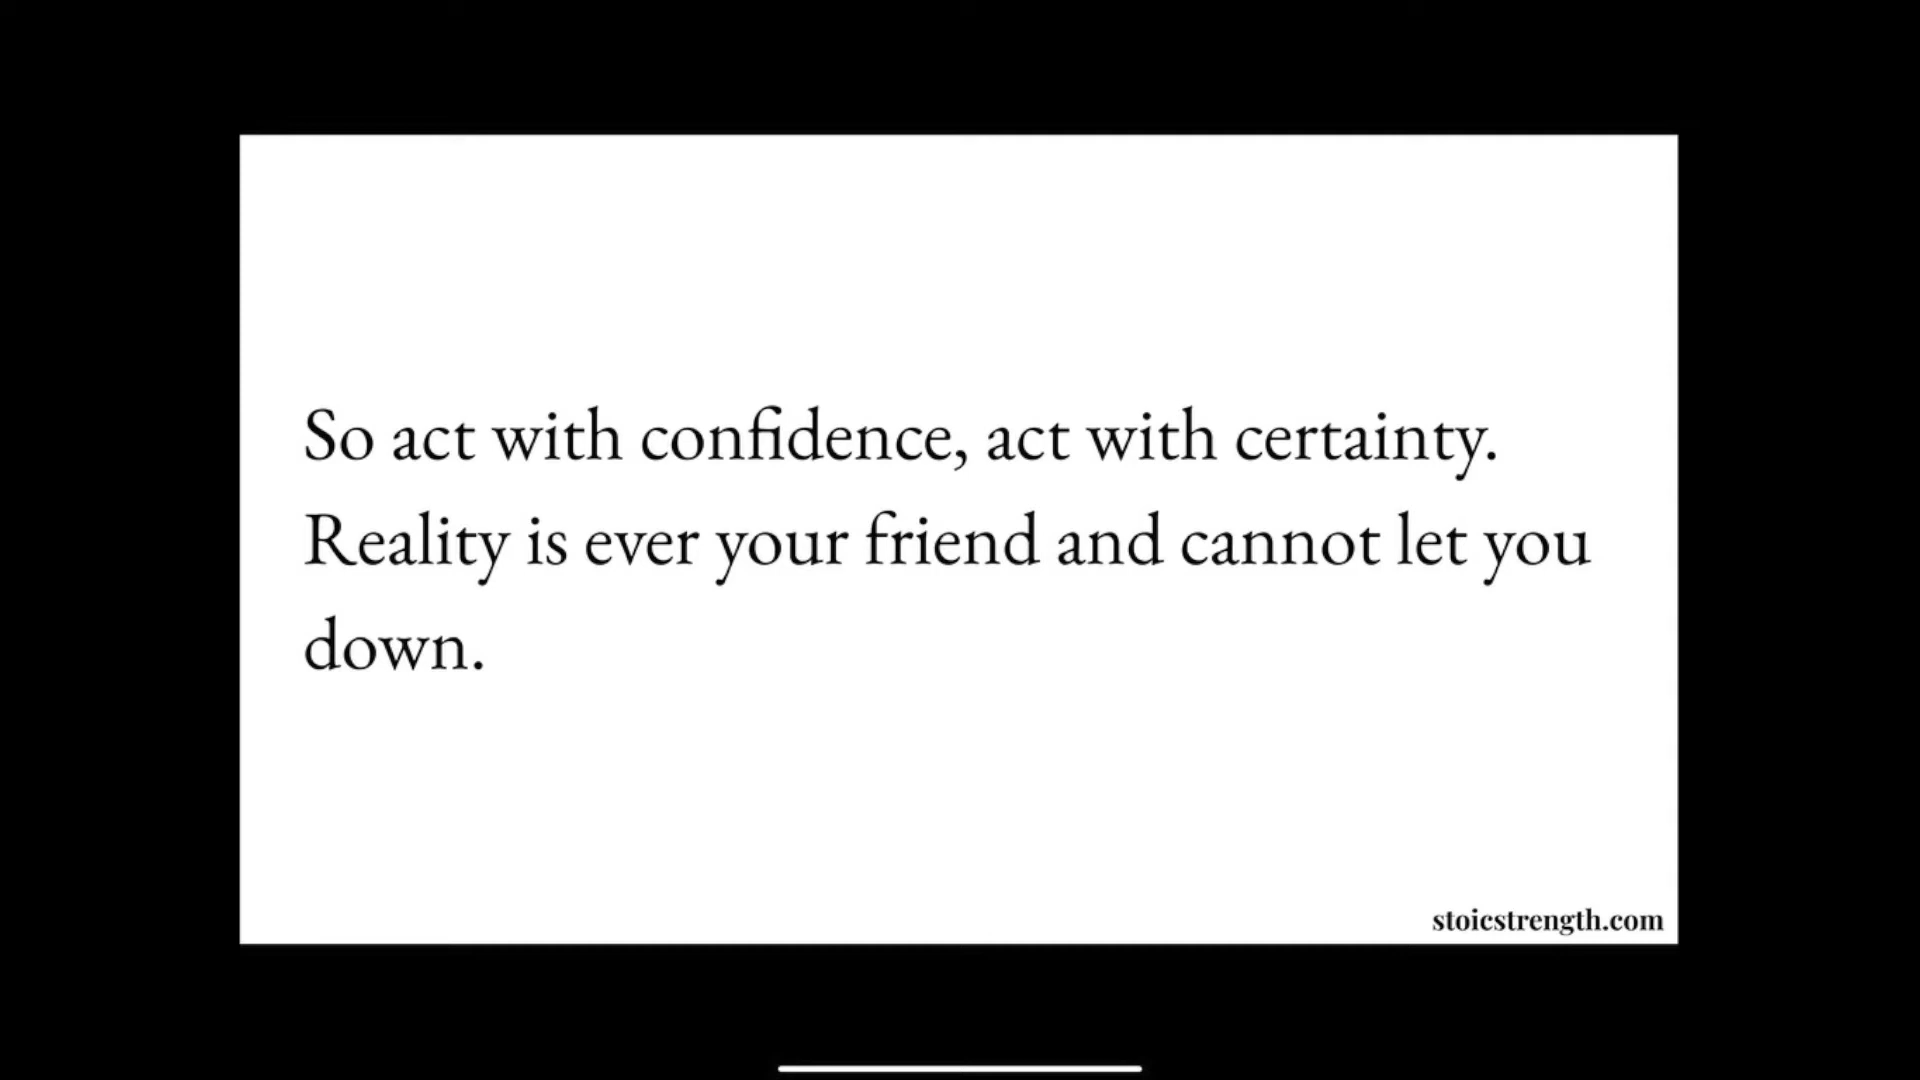 So act with confidence, act with certainty.
Reality is ever your friend and cannot let you
down.
stoicstrength.com